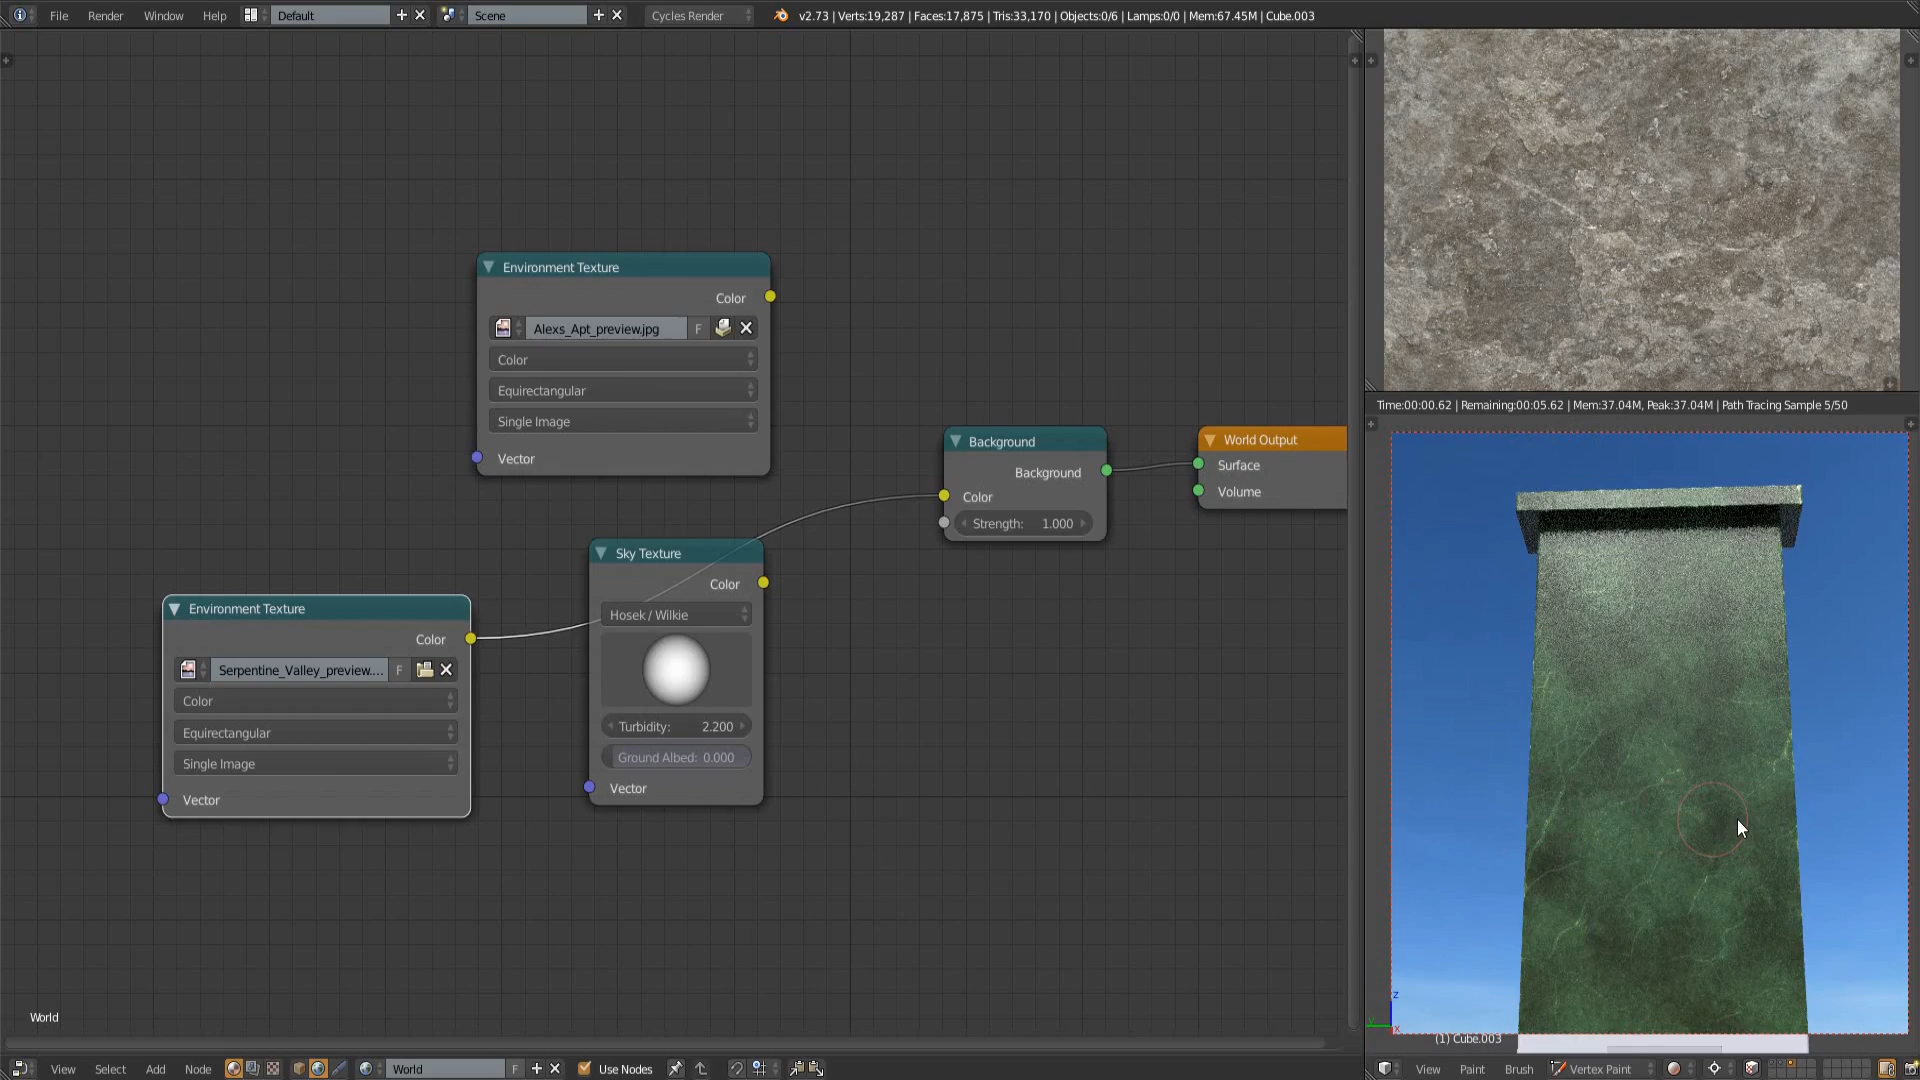 File Render Window Help Default Scene Cycles Render v2.73 | Verts:19,287 | Faces:17,875 | Tris:33,170 | Objects:0/6 | Lamps:0/0 | Mem:67.45M | Cube.003
Environment Texture
Color
Alexs_Apt_preview.jpg F
Color
Equirectangular
Single Image
Vector
Background
Background
Color
Strength: 1.000
World Output
Surface
Volume
Sky Texture
Color
Hosek / Wilkie
Turbidity: 2.200
Ground Albed: 0.000
Vector
Environment Texture
Color
Serpentine_Valley_preview.... F
Color
Equirectangular
Single Image
Vector
World
Time:00:00.62 | Remaining:00:05.62 | Mem:37.04M, Peak:37.04M | Path Tracing Sample 5/50
z
y
x
(1) Cube.003
View Select Add Node World F Use Nodes
View Paint Brush Vertex Paint